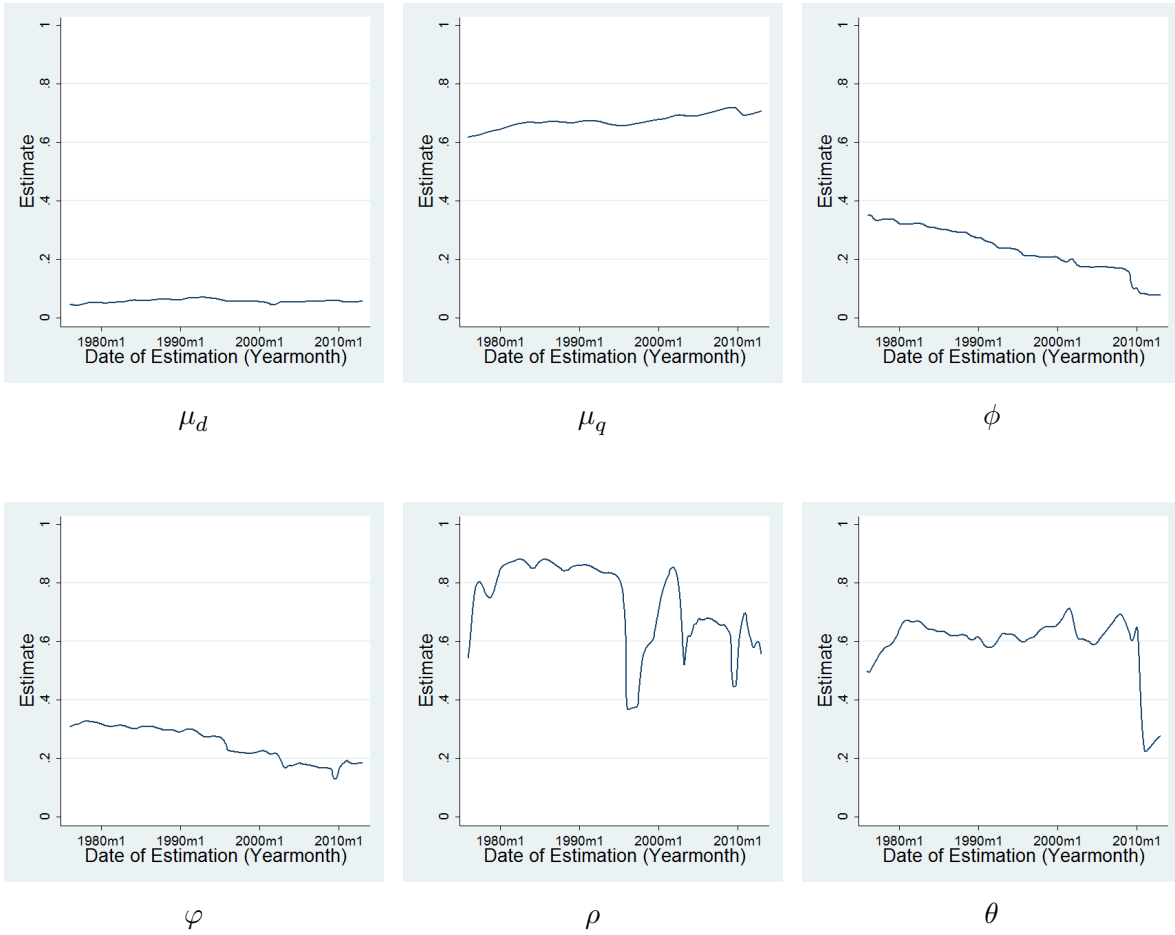 Estimate
0 .2 .4 .6 .8 1
1980m1 1990m1 2000m1 2010m1
Date of Estimation (Yearmonth)
μ_d
Estimate
0 .2 .4 .6 .8 1
1980m1 1990m1 2000m1 2010m1
Date of Estimation (Yearmonth)
μ_q
Estimate
0 .2 .4 .6 .8 1
1980m1 1990m1 2000m1 2010m1
Date of Estimation (Yearmonth)
ϕ
Estimate
0 .2 .4 .6 .8 1
1980m1 1990m1 2000m1 2010m1
Date of Estimation (Yearmonth)
φ
Estimate
0 .2 .4 .6 .8 1
1980m1 1990m1 2000m1 2010m1
Date of Estimation (Yearmonth)
ρ
Estimate
0 .2 .4 .6 .8 1
1980m1 1990m1 2000m1 2010m1
Date of Estimation (Yearmonth)
θ